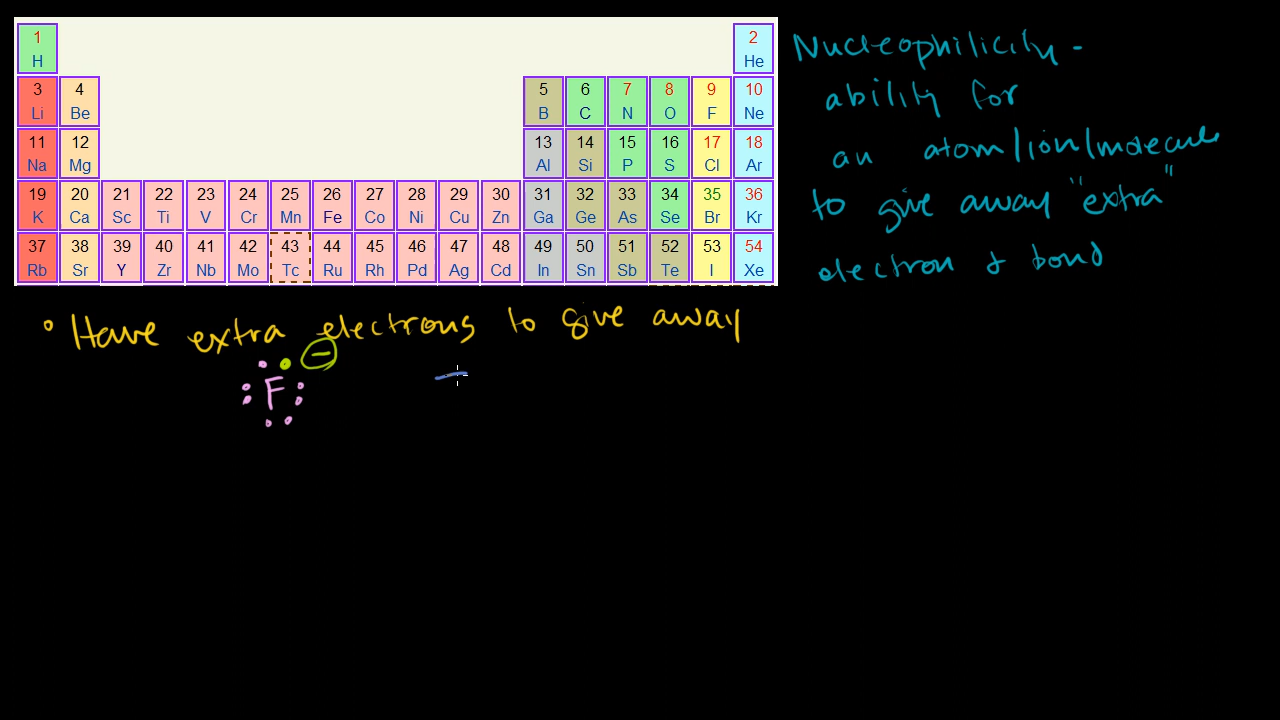 1 2
H He
3 4 5 6 7 8 9 10
Li Be B C N O F Ne
11 12 13 14 15 16 17 18
Na Mg Al Si P S Cl Ar
19 20 21 22 23 24 25 26 27 28 29 30 31 32 33 34 35 36
K Ca Sc Ti V Cr Mn Fe Co Ni Cu Zn Ga Ge As Se Br Kr
37 38 39 40 41 42 43 44 45 46 47 48 49 50 51 52 53 54
Rb Sr Y Zr Nb Mo Tc Ru Rh Pd Ag Cd In Sn Sb Te I Xe
Nucleophilicity -
ability for
an atom/ion/molecule
to give away "extra"
electron & bond
• Have extra electrons to give away
F −